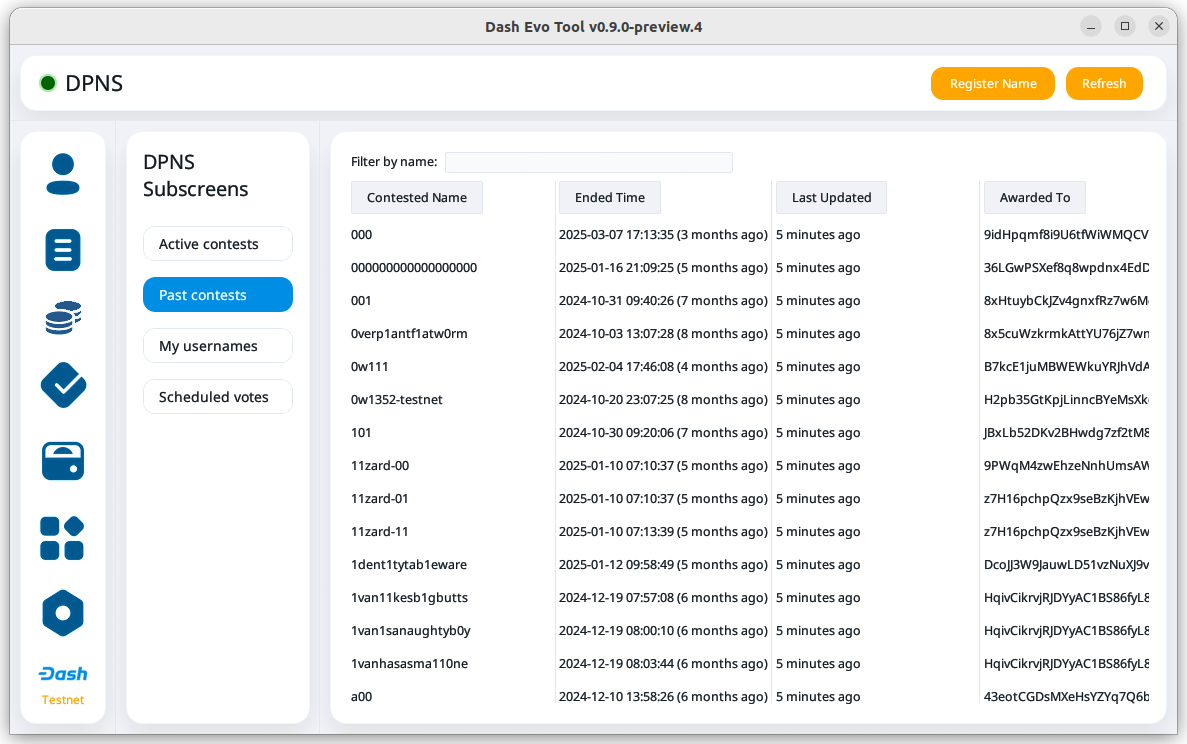 Dash Evo Tool v0.9.0-preview.4
DPNS
Register Name
Refresh
DPNS
Subscreens
Active contests
Past contests
My usernames
Scheduled votes
Dash
Testnet
Filter by name:
Contested Name Ended Time Last Updated Awarded To
000 2025-03-07 17:13:35 (3 months ago) 5 minutes ago 9idHpqmf8i9U6tfWiWMQCV
000000000000000000 2025-01-16 21:09:25 (5 months ago) 5 minutes ago 36LGwPSXef8q8wpdnx4EdD
001 2024-10-31 09:40:26 (7 months ago) 5 minutes ago 8xHtuybCkJZv4gnxfRz7w6M
0verp1antf1atw0rm 2024-10-03 13:07:28 (8 months ago) 5 minutes ago 8x5cuWzkrmkAttYU76jZ7wn
0w111 2025-02-04 17:46:08 (4 months ago) 5 minutes ago B7kcE1juMBWEWkuYRJhVdA
0w1352-testnet 2024-10-20 23:07:25 (8 months ago) 5 minutes ago H2pb35GtKpjLinncBYeMsXk
101 2024-10-30 09:20:06 (7 months ago) 5 minutes ago JBxLb52DKv2BHwdg7zf2tM8
11zard-00 2025-01-10 07:10:37 (5 months ago) 5 minutes ago 9PWqM4zwEhzeNnhUmsAW
11zard-01 2025-01-10 07:10:37 (5 months ago) 5 minutes ago z7H16pchpQzx9seBzKjhVEw
11zard-11 2025-01-10 07:13:39 (5 months ago) 5 minutes ago z7H16pchpQzx9seBzKjhVEw
1dent1tytab1eware 2025-01-12 09:58:49 (5 months ago) 5 minutes ago DcoJJ3W9JauwLD51vzNuXJ9v
1van11kesb1gbutts 2024-12-19 07:57:08 (6 months ago) 5 minutes ago HqivCikrvjRJDYyAC1BS86fyL8
1van1sanaughtyb0y 2024-12-19 08:00:10 (6 months ago) 5 minutes ago HqivCikrvjRJDYyAC1BS86fyL8
1vanhasasma110ne 2024-12-19 08:03:44 (6 months ago) 5 minutes ago HqivCikrvjRJDYyAC1BS86fyL8
a00 2024-12-10 13:58:26 (6 months ago) 5 minutes ago 43eotCGDsMXeHsYZYq7Q6b